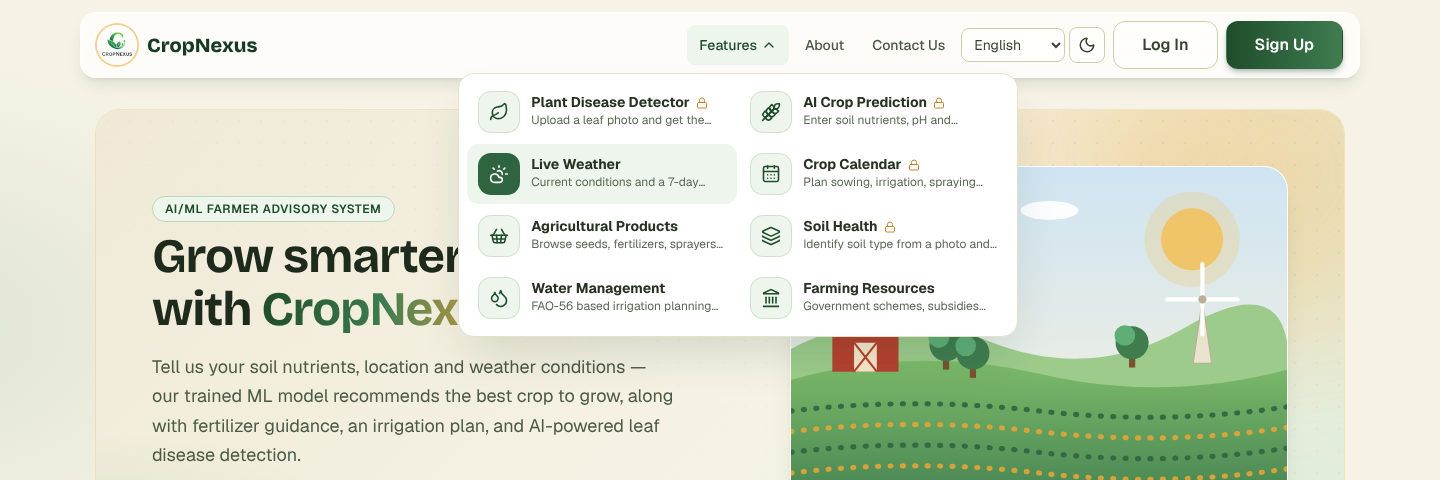 CROPNEXUS
CropNexus
Features
About
Contact Us
English
Log In
Sign Up
Plant Disease Detector
Upload a leaf photo and get the...
AI Crop Prediction
Enter soil nutrients, pH and...
Live Weather
Current conditions and a 7-day...
Crop Calendar
Plan sowing, irrigation, spraying...
Agricultural Products
Browse seeds, fertilizers, sprayers...
Soil Health
Identify soil type from a photo and...
Water Management
FAO-56 based irrigation planning...
Farming Resources
Government schemes, subsidies...
AI/ML FARMER ADVISORY SYSTEM
Grow smarter
with CropNex
Tell us your soil nutrients, location and weather conditions —
our trained ML model recommends the best crop to grow, along
with fertilizer guidance, an irrigation plan, and AI-powered leaf
disease detection.